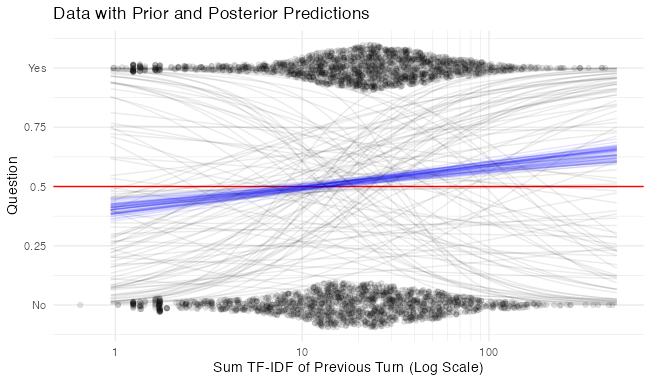 Data with Prior and Posterior Predictions
Question
Yes
0.75
0.5
0.25
No
1
10
100
Sum TF-IDF of Previous Turn (Log Scale)